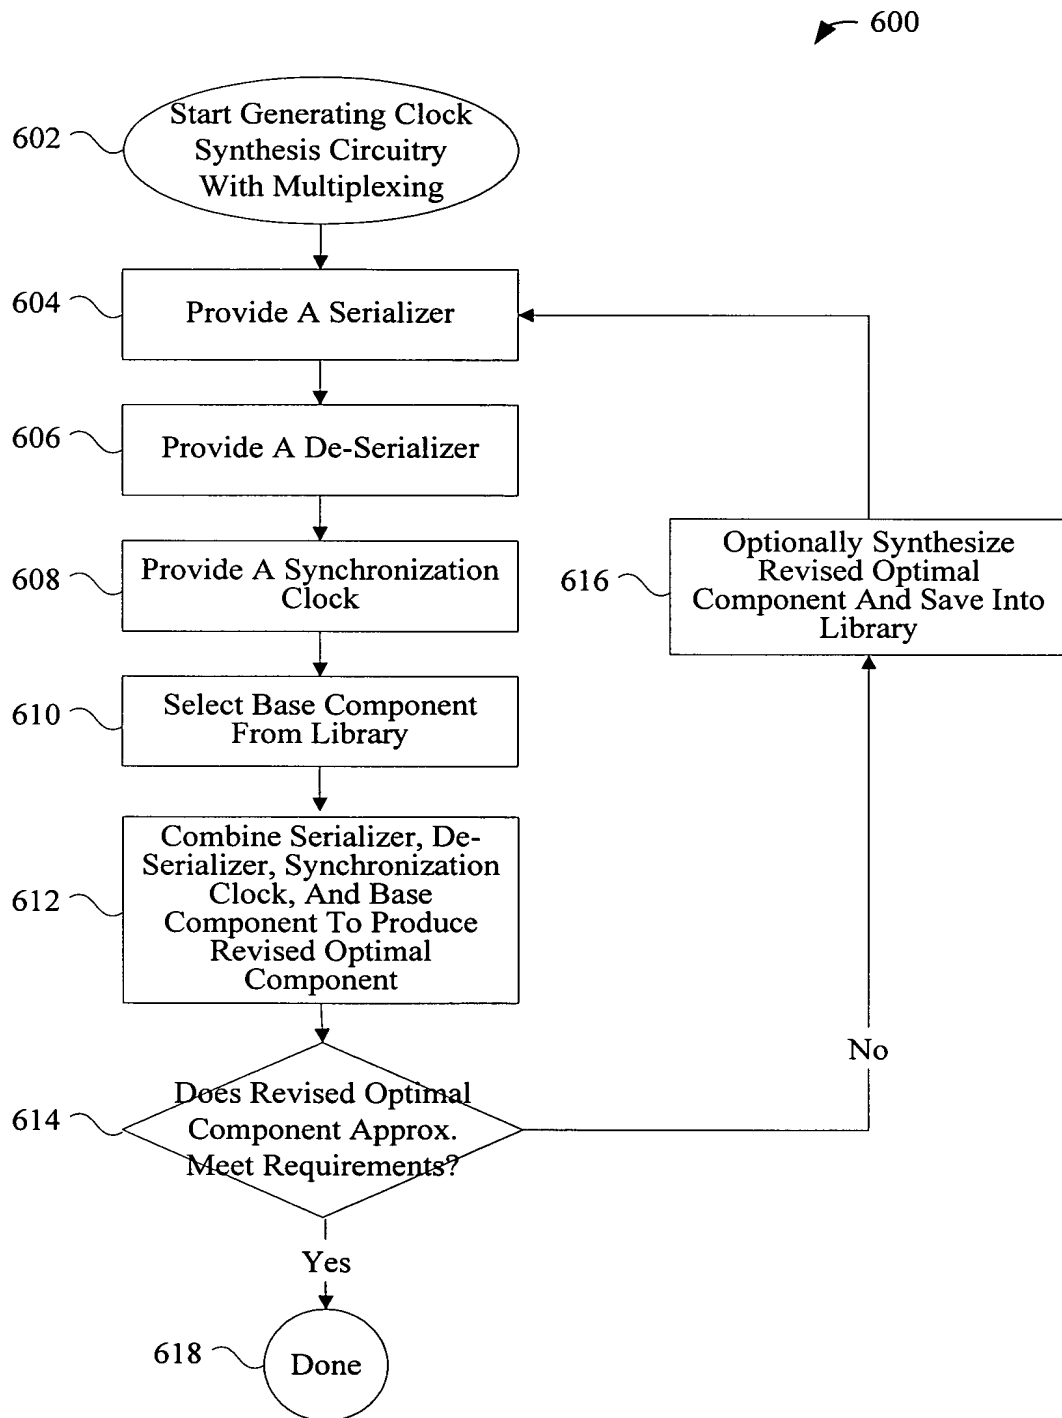 600
602
Start Generating Clock
Synthesis Circuitry
With Multiplexing
604
Provide A Serializer
606
Provide A De-Serializer
608
Provide A Synchronization
Clock
610
Select Base Component
From Library
612
Combine Serializer, De-
Serializer, Synchronization
Clock, And Base
Component To Produce
Revised Optimal
Component
614
Does Revised Optimal
Component Approx.
Meet Requirements?
No
616
Optionally Synthesize
Revised Optimal
Component And Save Into
Library
Yes
618
Done